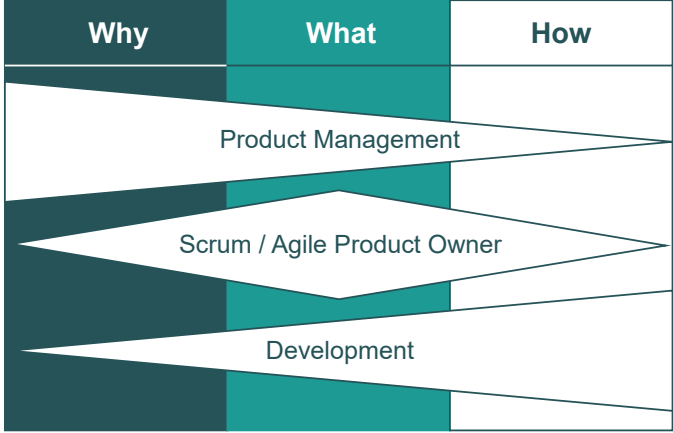 Why
What
How
Product Management
Scrum / Agile Product Owner
Development